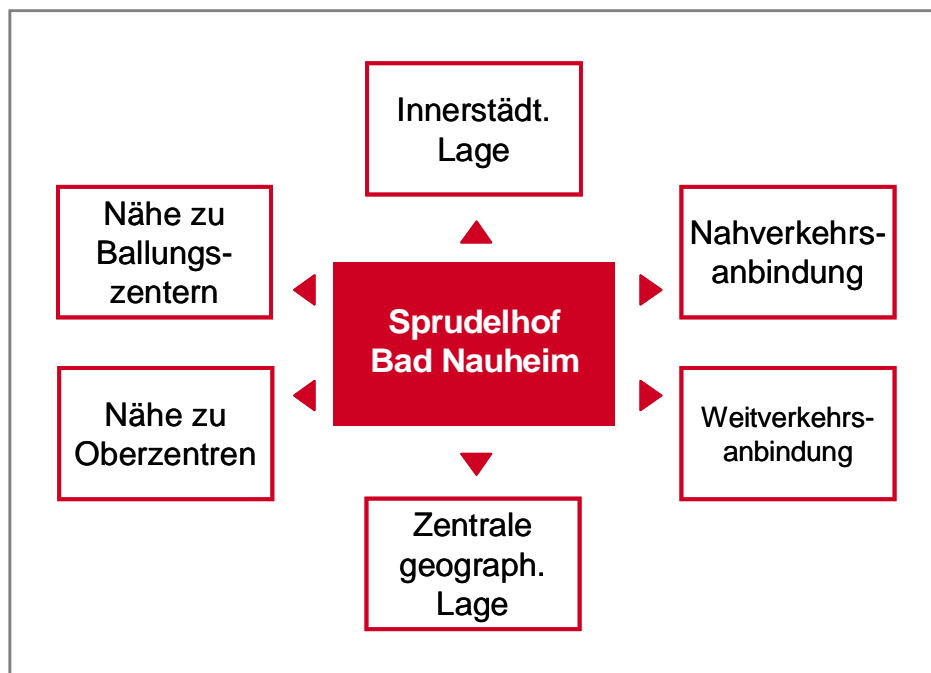 Innerstädt.
Lage
Nähe zu
Ballungs-
zentern
Nahverkehrs-
anbindung
Sprudelhof
Bad Nauheim
Nähe zu
Oberzentren
Weitverkehrs-
anbindung
Zentrale
geograph.
Lage